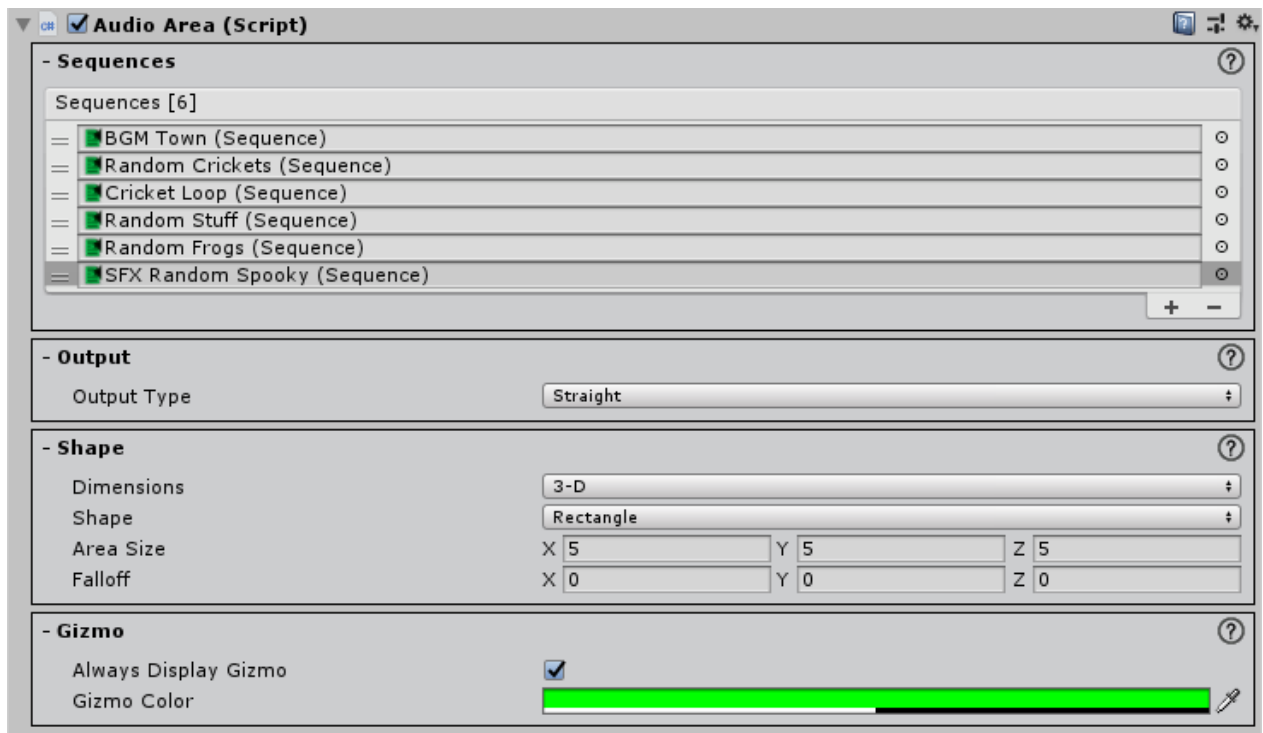 Audio Area (Script)
- Sequences
Sequences [6]
BGM Town (Sequence)
Random Crickets (Sequence)
Cricket Loop (Sequence)
Random Stuff (Sequence)
Random Frogs (Sequence)
SFX Random Spooky (Sequence)
+ −
- Output
Output Type Straight
- Shape
Dimensions 3-D
Shape Rectangle
Area Size X 5 Y 5 Z 5
Falloff X 0 Y 0 Z 0
- Gizmo
Always Display Gizmo
Gizmo Color